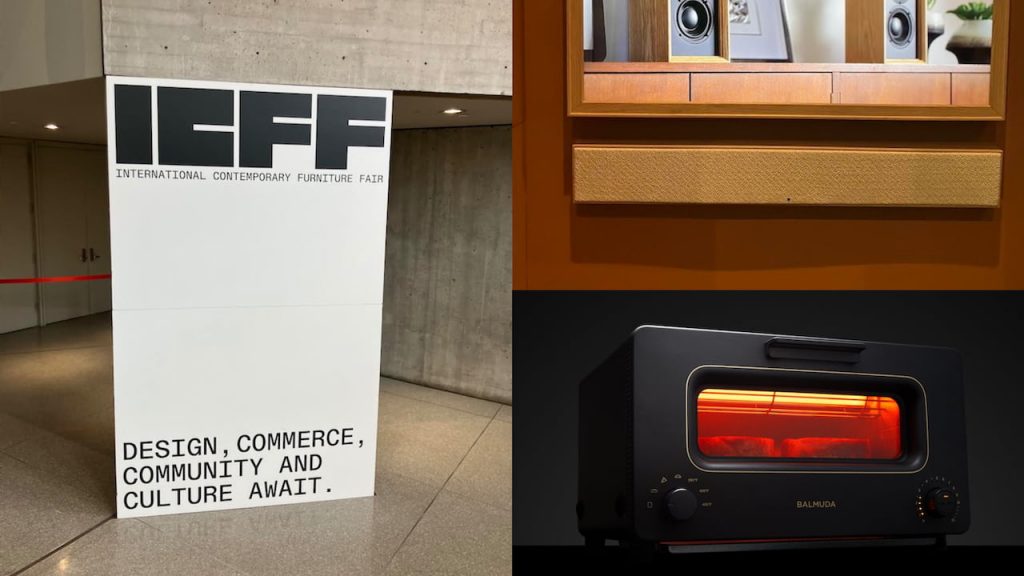 ICFF
INTERNATIONAL CONTEMPORARY FURNITURE FAIR
DESIGN, COMMERCE,
COMMUNITY AND
CULTURE AWAIT.
BALMUDA